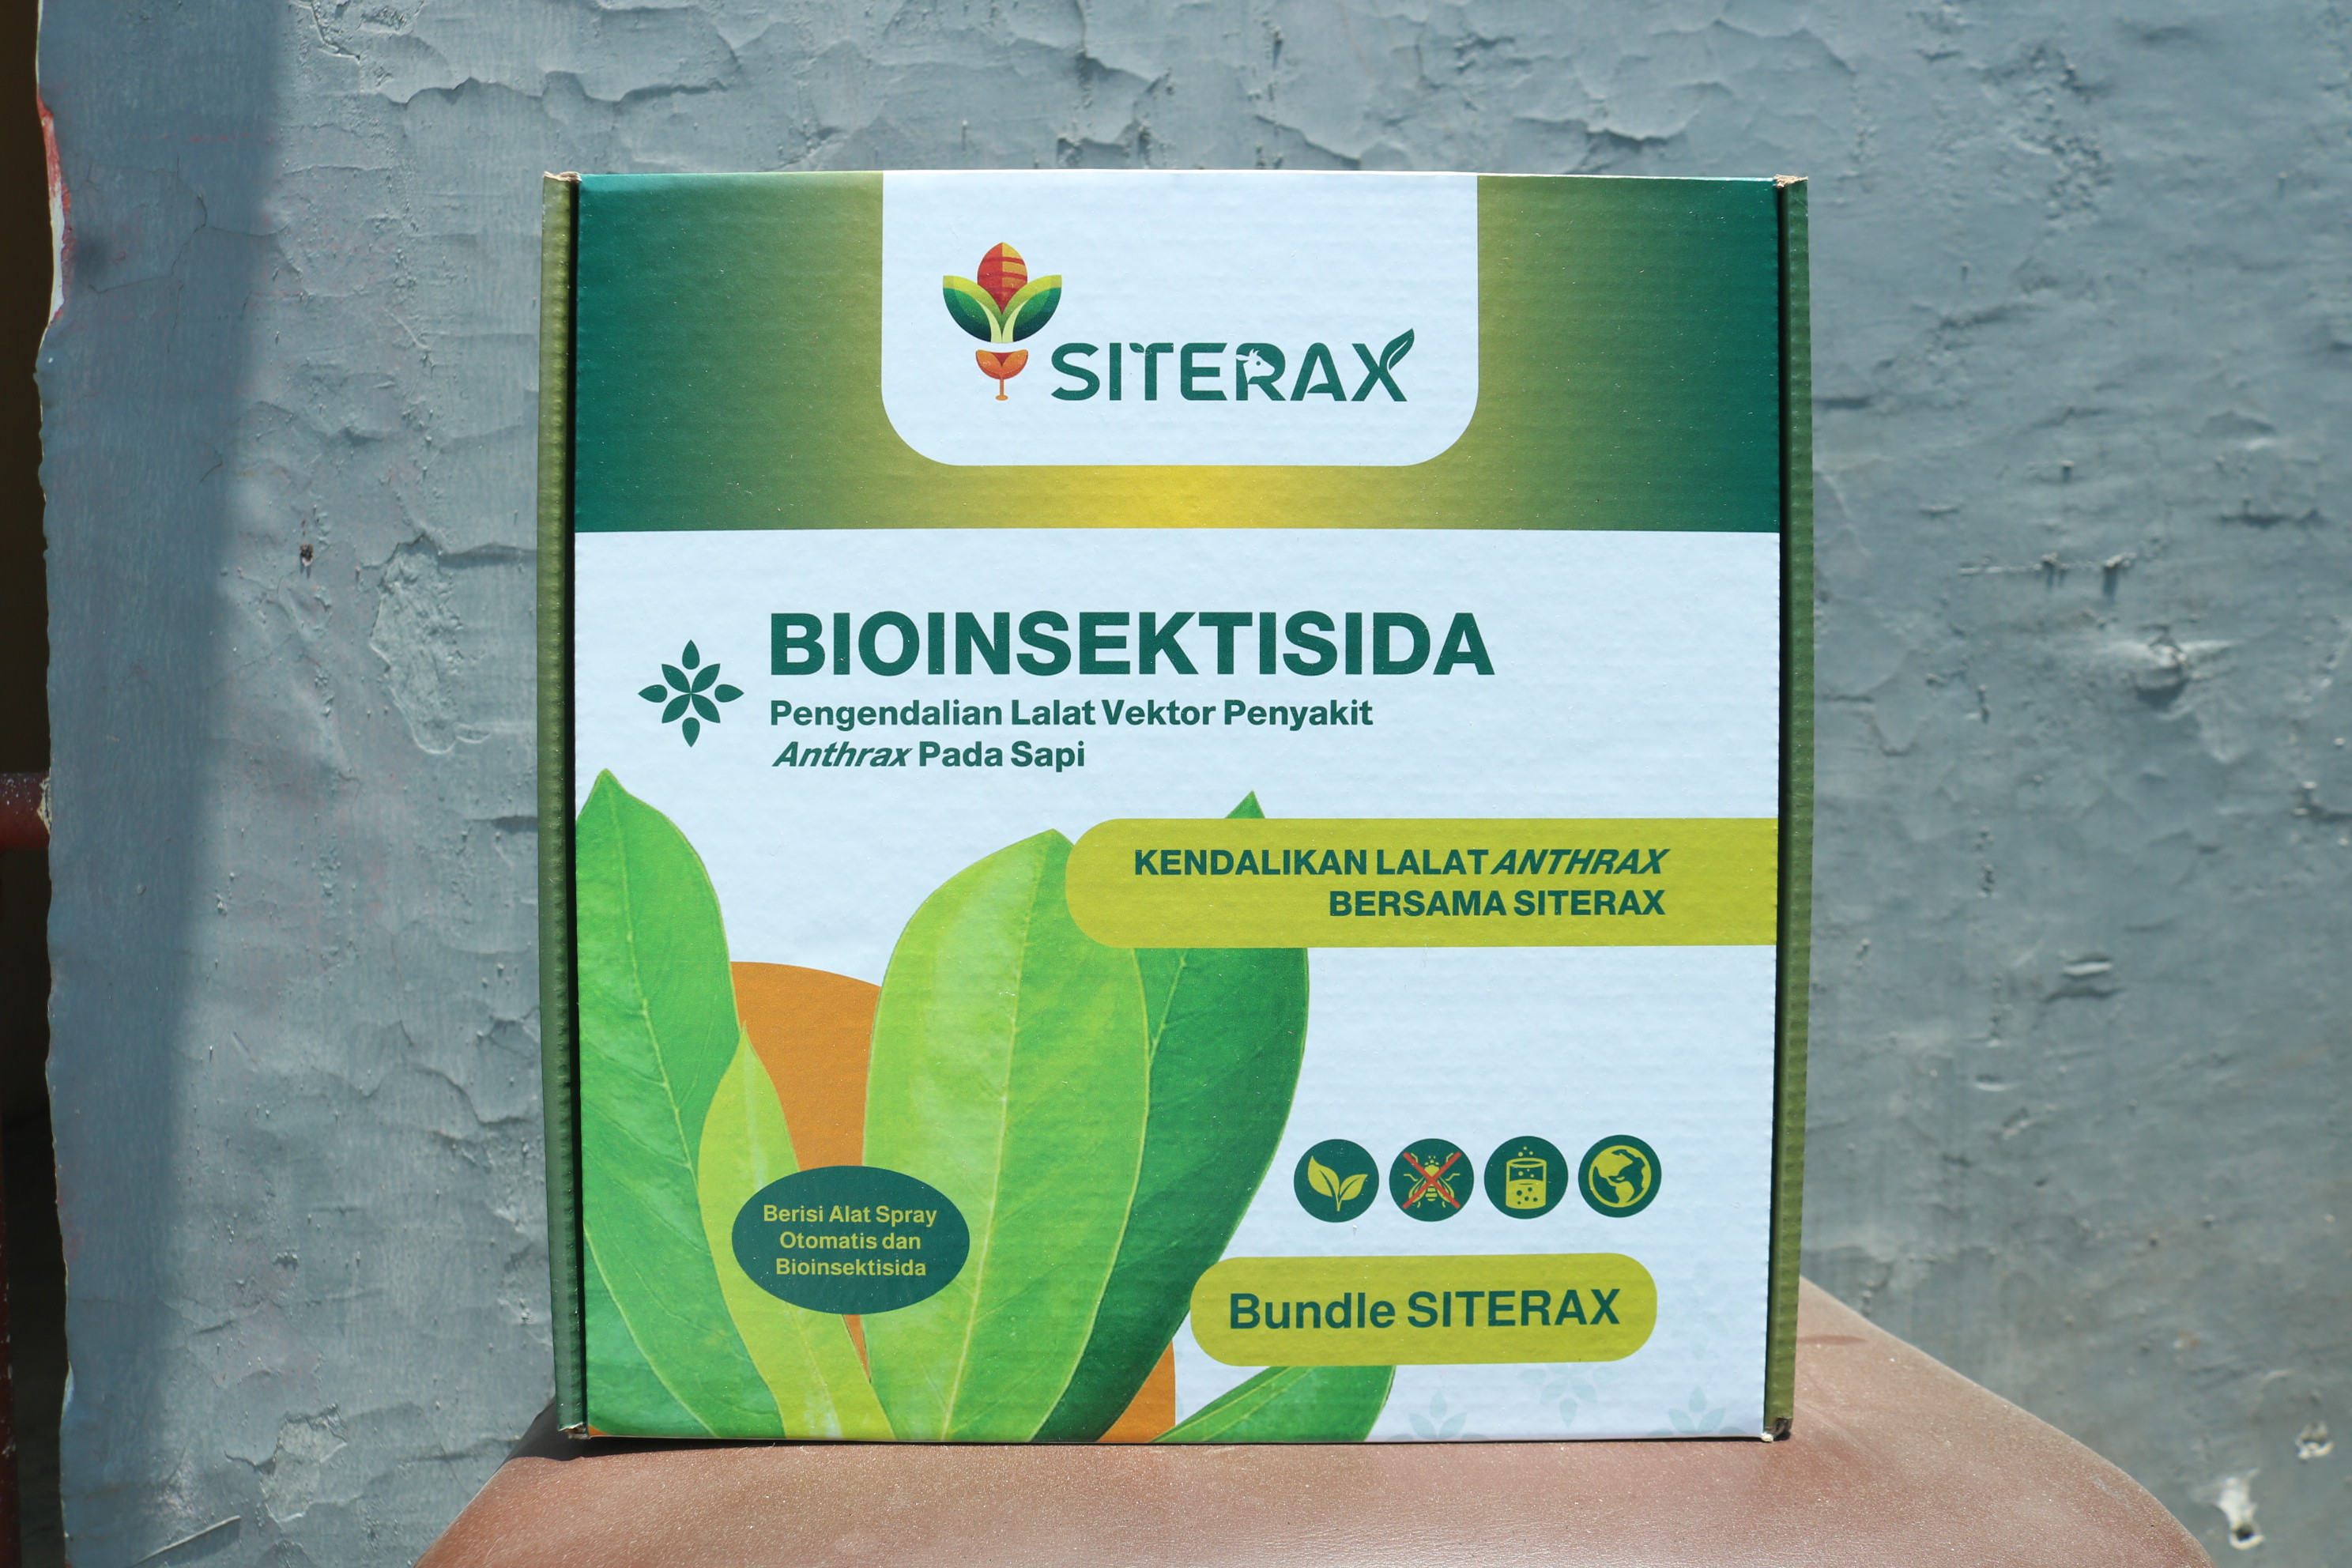 SITERAX
BIOINSEKTISIDA
Pengendalian Lalat Vektor Penyakit
Anthrax Pada Sapi
KENDALIKAN LALAT ANTHRAX
BERSAMA SITERAX
Berisi Alat Spray
Otomatis dan
Bioinsektisida
Bundle SITERAX